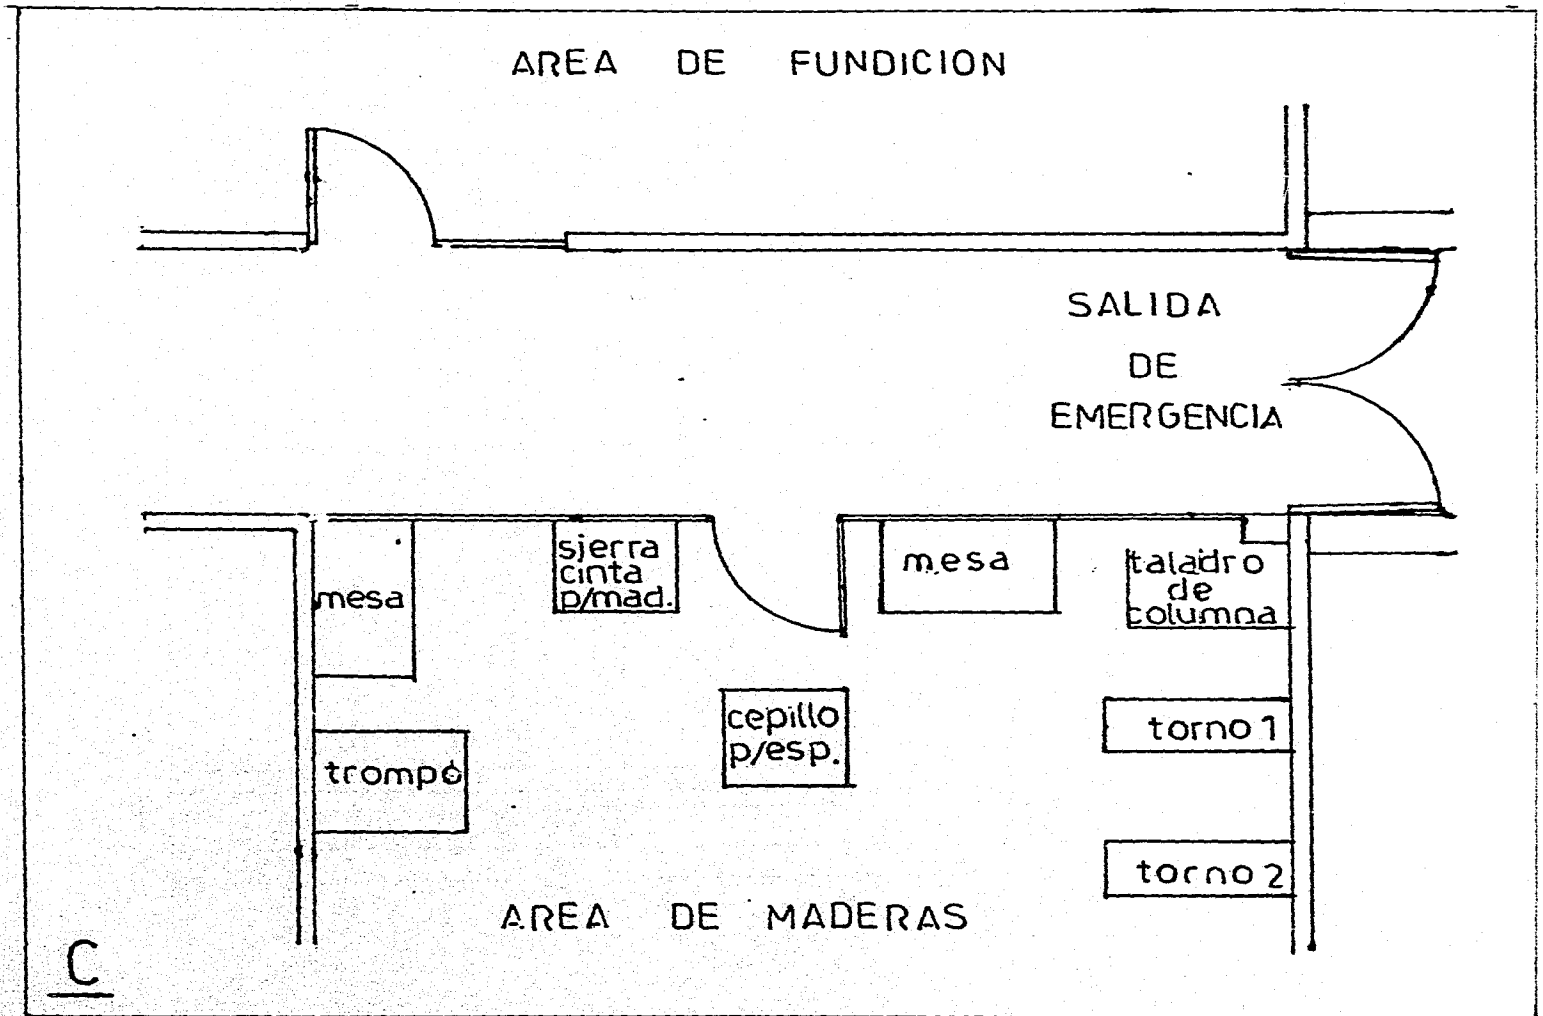 AREA DE FUNDICION
SALIDA
DE
EMERGENCIA
mesa
sierra
cinta
p/mad.
mesa
taladro
de
columna
cepillo
p/esp.
torno 1
trompo
torno 2
AREA DE MADERAS
C